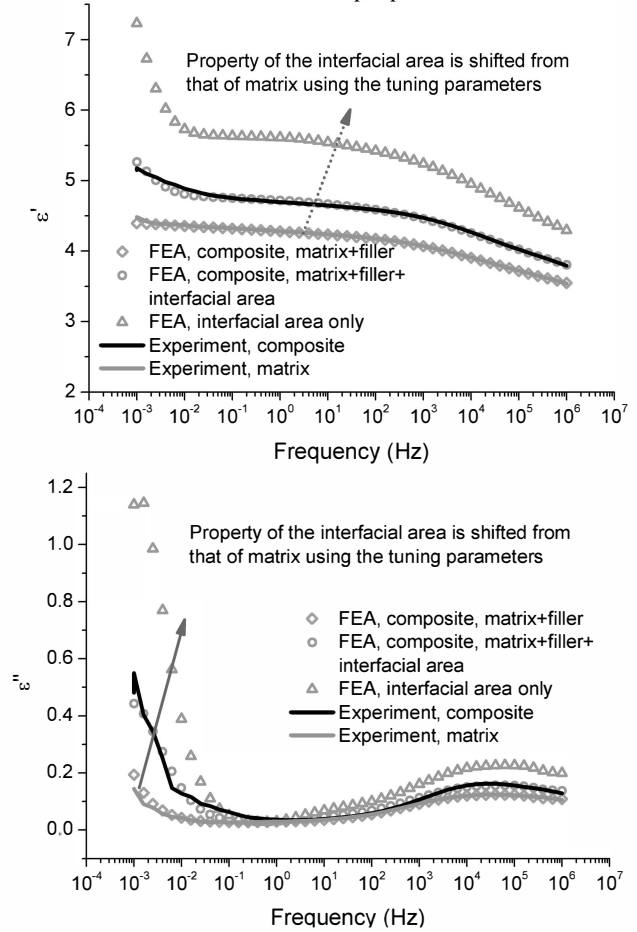 7
Property of the interfacial area is shifted from
that of matrix using the tuning parameters
6
5
ε'
4
FEA, composite, matrix+filler
FEA, composite, matrix+filler+
interfacial area
3
FEA, interfacial area only
Experiment, composite
Experiment, matrix
2
10-4 10-3 10-2 10-1 100 101 102 103 104 105 106 107
Frequency (Hz)
1.2
Property of the interfacial area is shifted from
that of matrix using the tuning parameters
1.0
0.8
FEA, composite, matrix+filler
FEA, composite, matrix+filler+
interfacial area
0.6
ε"
FEA, interfacial area only
Experiment, composite
0.4
Experiment, matrix
0.2
0.0
10-4 10-3 10-2 10-1 100 101 102 103 104 105 106 107
Frequency (Hz)